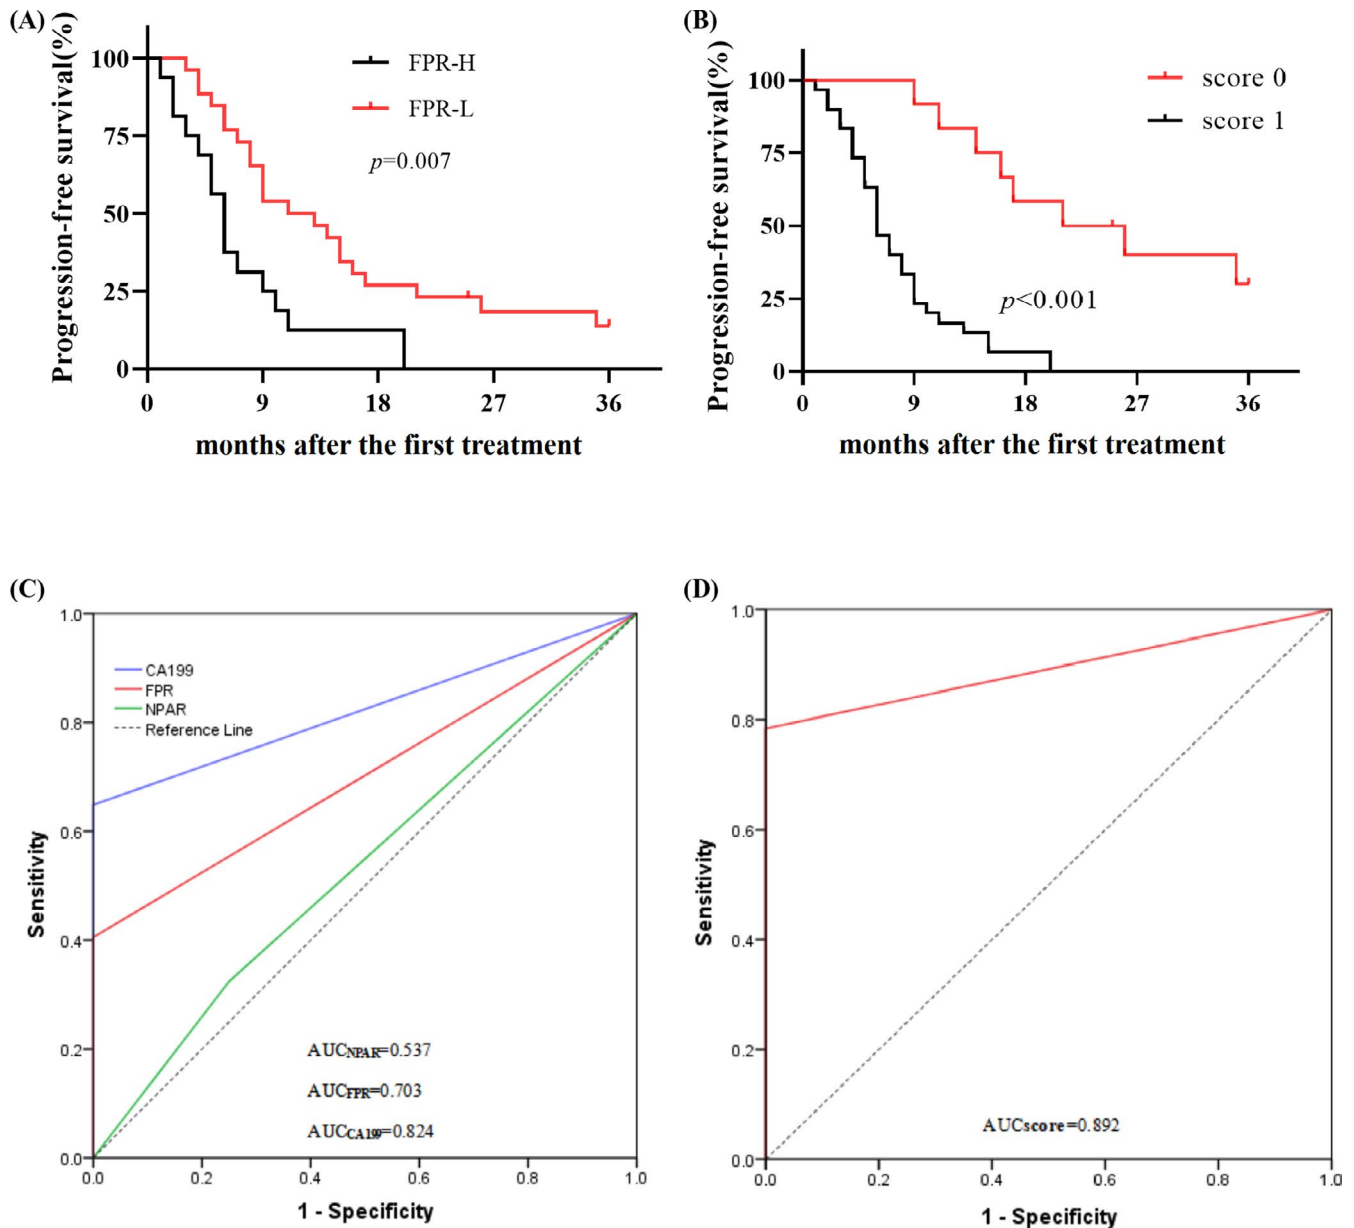 (A)
Progression-free survival(%)
100
75
50
25
0
0 9 18 27 36
months after the first treatment
FPR-H
FPR-L
p=0.007
(B)
Progression-free survival(%)
100
75
50
25
0
0 9 18 27 36
months after the first treatment
score 0
score 1
p<0.001
(C)
Sensitivity
1.0
0.8
0.6
0.4
0.2
0.0
0.0 0.2 0.4 0.6 0.8 1.0
1 - Specificity
CA199
FPR
NPAR
Reference Line
AUCNPAR=0.537
AUCFPR=0.703
AUCCA199=0.824
(D)
Sensitivity
1.0
0.8
0.6
0.4
0.2
0.0
0.0 0.2 0.4 0.6 0.8 1.0
1 - Specificity
AUCscore=0.892